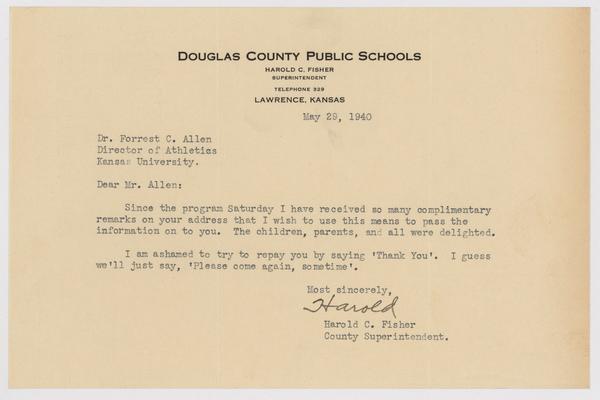 DOUGLAS COUNTY PUBLIC SCHOOLS
HAROLD C. FISHER
SUPERINTENDENT
TELEPHONE 329
LAWRENCE, KANSAS
May 29, 1940
Dr. Forrest C. Allen
Director of Athletics
Kansas University.
Dear Mr. Allen:
Since the program Saturday I have received so many complimentary
remarks on your address that I wish to use this means to pass the
information on to you. The children, parents, and all were delighted.
I am ashamed to try to repay you by saying 'Thank You'. I guess
we'll just say, 'Please come again, sometime'.
Most sincerely,
Harold
Harold C. Fisher
County Superintendent.